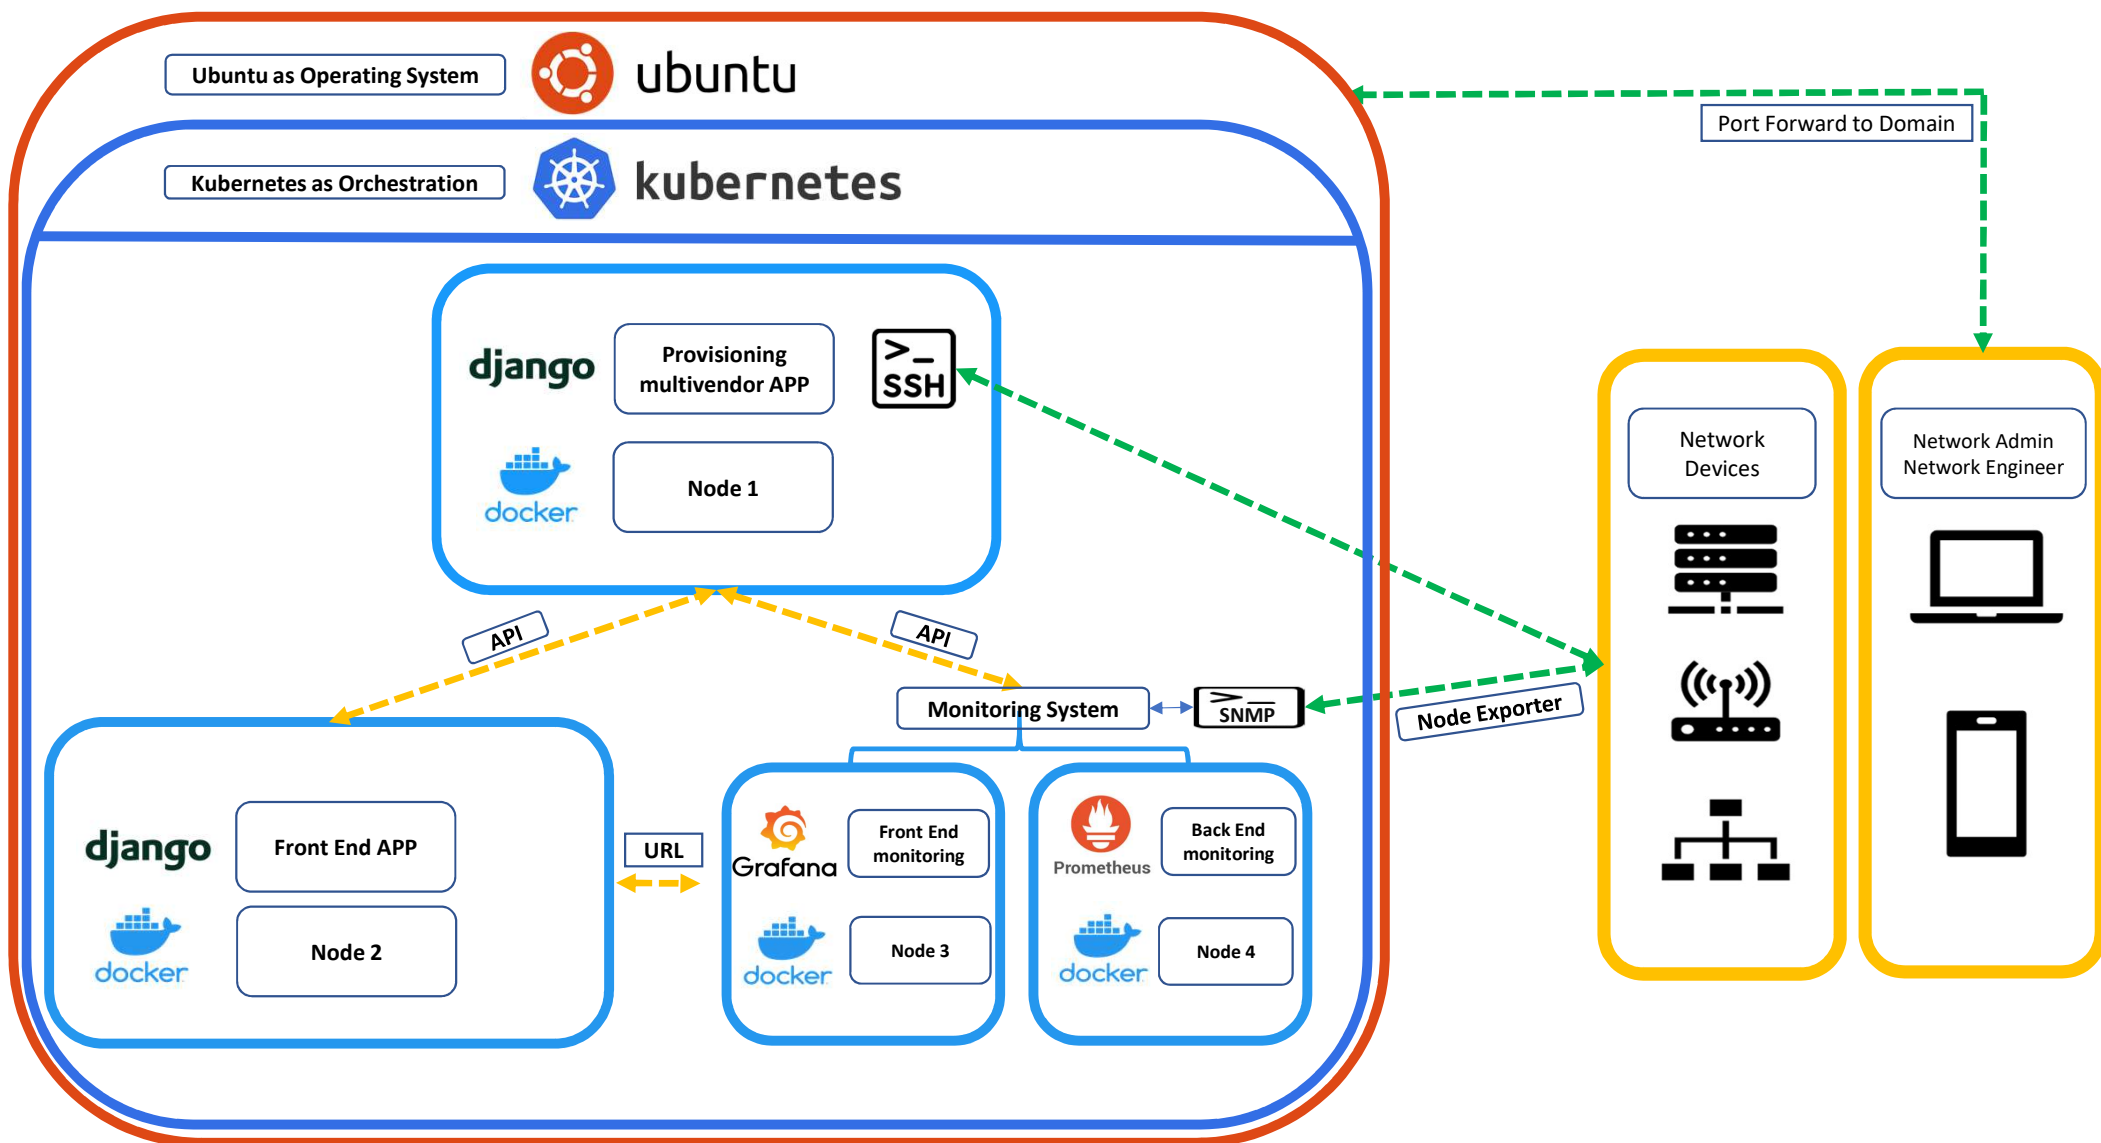 Ubuntu as Operating System
ubuntu
Port Forward to Domain
Kubernetes as Orchestration
kubernetes
django
Provisioning
multivendor APP
>_
SSH
docker
Node 1
Network
Devices
Network Admin
Network Engineer
API
API
Monitoring System
>_
SNMP
Node Exporter
django
Front End APP
docker
Node 2
URL
Grafana
Front End
monitoring
docker
Node 3
Prometheus
Back End
monitoring
docker
Node 4